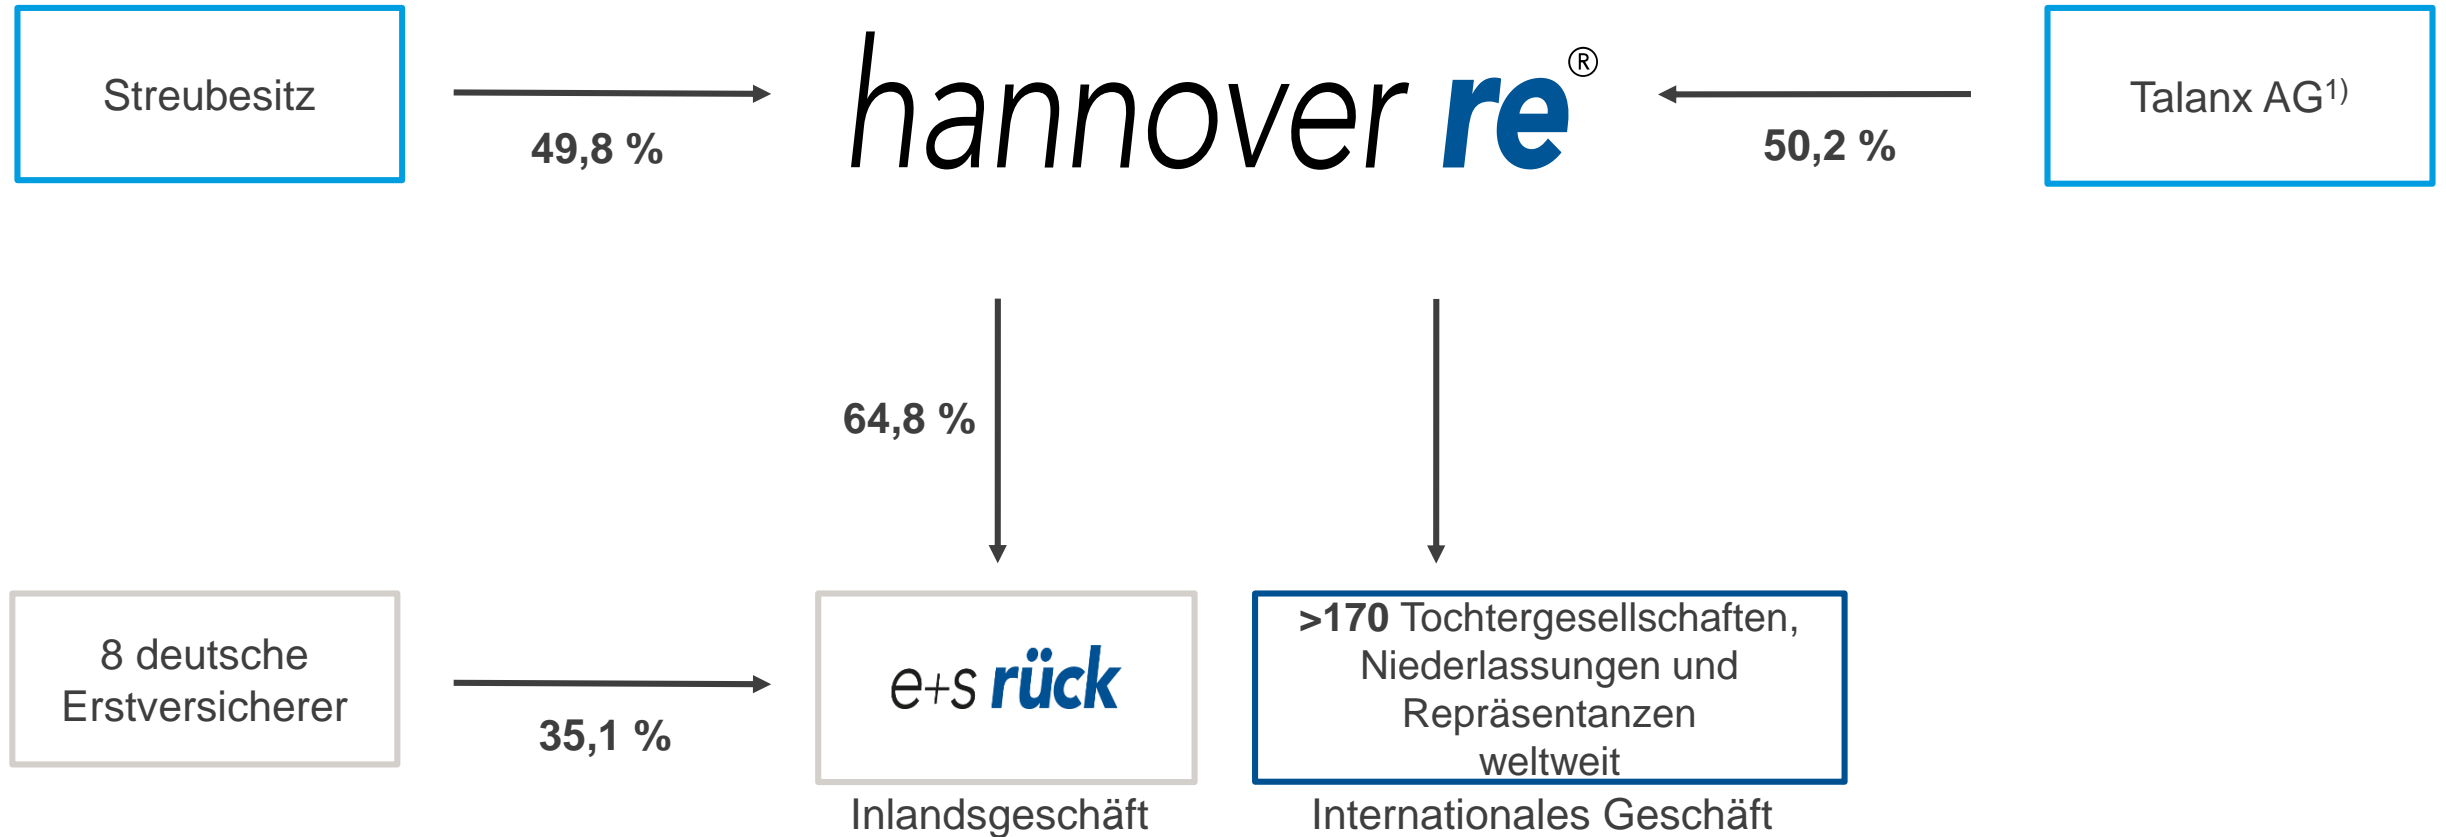 Streubesitz
49,8 %
hannover re®
50,2 %
Talanx AG¹⁾
64,8 %
8 deutsche
Erstversicherer
35,1 %
e+s rück
Inlandsgeschäft
>170 Tochtergesellschaften,
Niederlassungen und
Repräsentanzen
weltweit
Internationales Geschäft